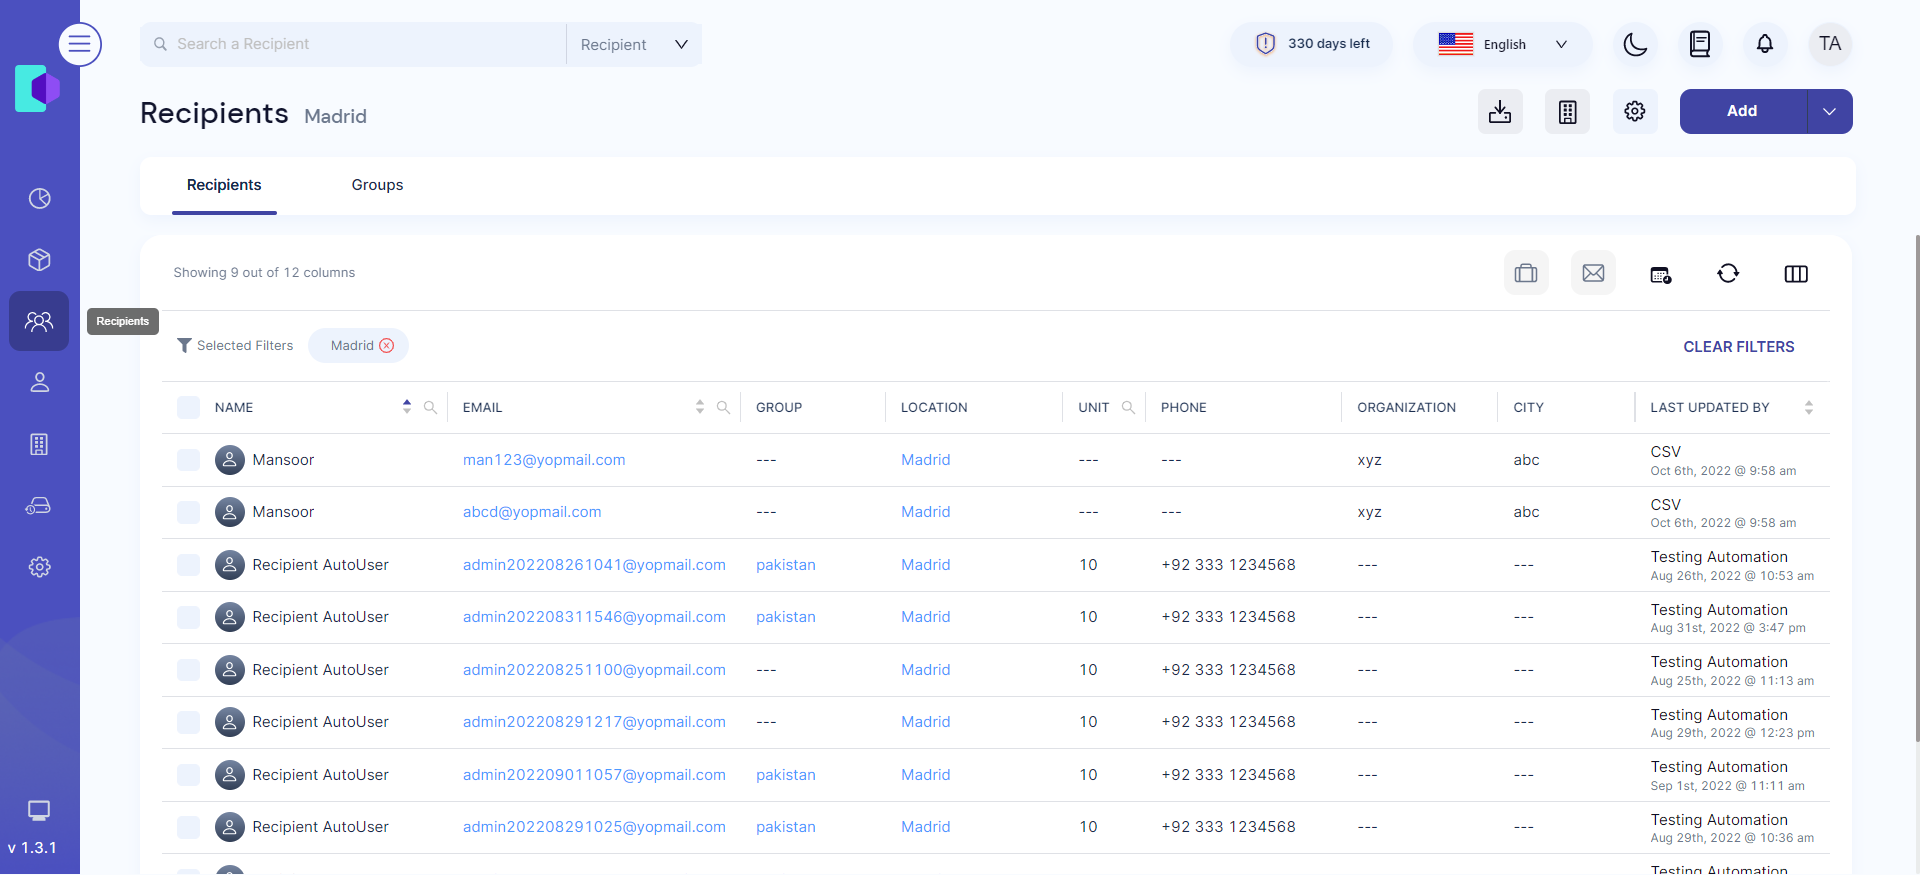 Search a Recipient
Recipient
330 days left
English
TA
Recipients Madrid
Add
Recipients Groups
Showing 9 out of 12 columns
Recipients
Selected Filters Madrid CLEAR FILTERS
NAME EMAIL GROUP LOCATION UNIT PHONE ORGANIZATION CITY LAST UPDATED BY
Mansoor man123@yopmail.com --- Madrid --- --- xyz abc CSV
Oct 6th, 2022 @ 9:58 am
Mansoor abcd@yopmail.com --- Madrid --- --- xyz abc CSV
Oct 6th, 2022 @ 9:58 am
Recipient AutoUser admin202208261041@yopmail.com pakistan Madrid 10 +92 333 1234568 --- --- Testing Automation
Aug 26th, 2022 @ 10:53 am
Recipient AutoUser admin202208311546@yopmail.com pakistan Madrid 10 +92 333 1234568 --- --- Testing Automation
Aug 31st, 2022 @ 3:47 pm
Recipient AutoUser admin202208251100@yopmail.com --- Madrid 10 +92 333 1234568 --- --- Testing Automation
Aug 25th, 2022 @ 11:13 am
Recipient AutoUser admin202208291217@yopmail.com --- Madrid 10 +92 333 1234568 --- --- Testing Automation
Aug 29th, 2022 @ 12:23 pm
Recipient AutoUser admin202209011057@yopmail.com pakistan Madrid 10 +92 333 1234568 --- --- Testing Automation
Sep 1st, 2022 @ 11:11 am
Recipient AutoUser admin202208291025@yopmail.com pakistan Madrid 10 +92 333 1234568 --- --- Testing Automation
Aug 29th, 2022 @ 10:36 am
Testing Automation
v 1.3.1